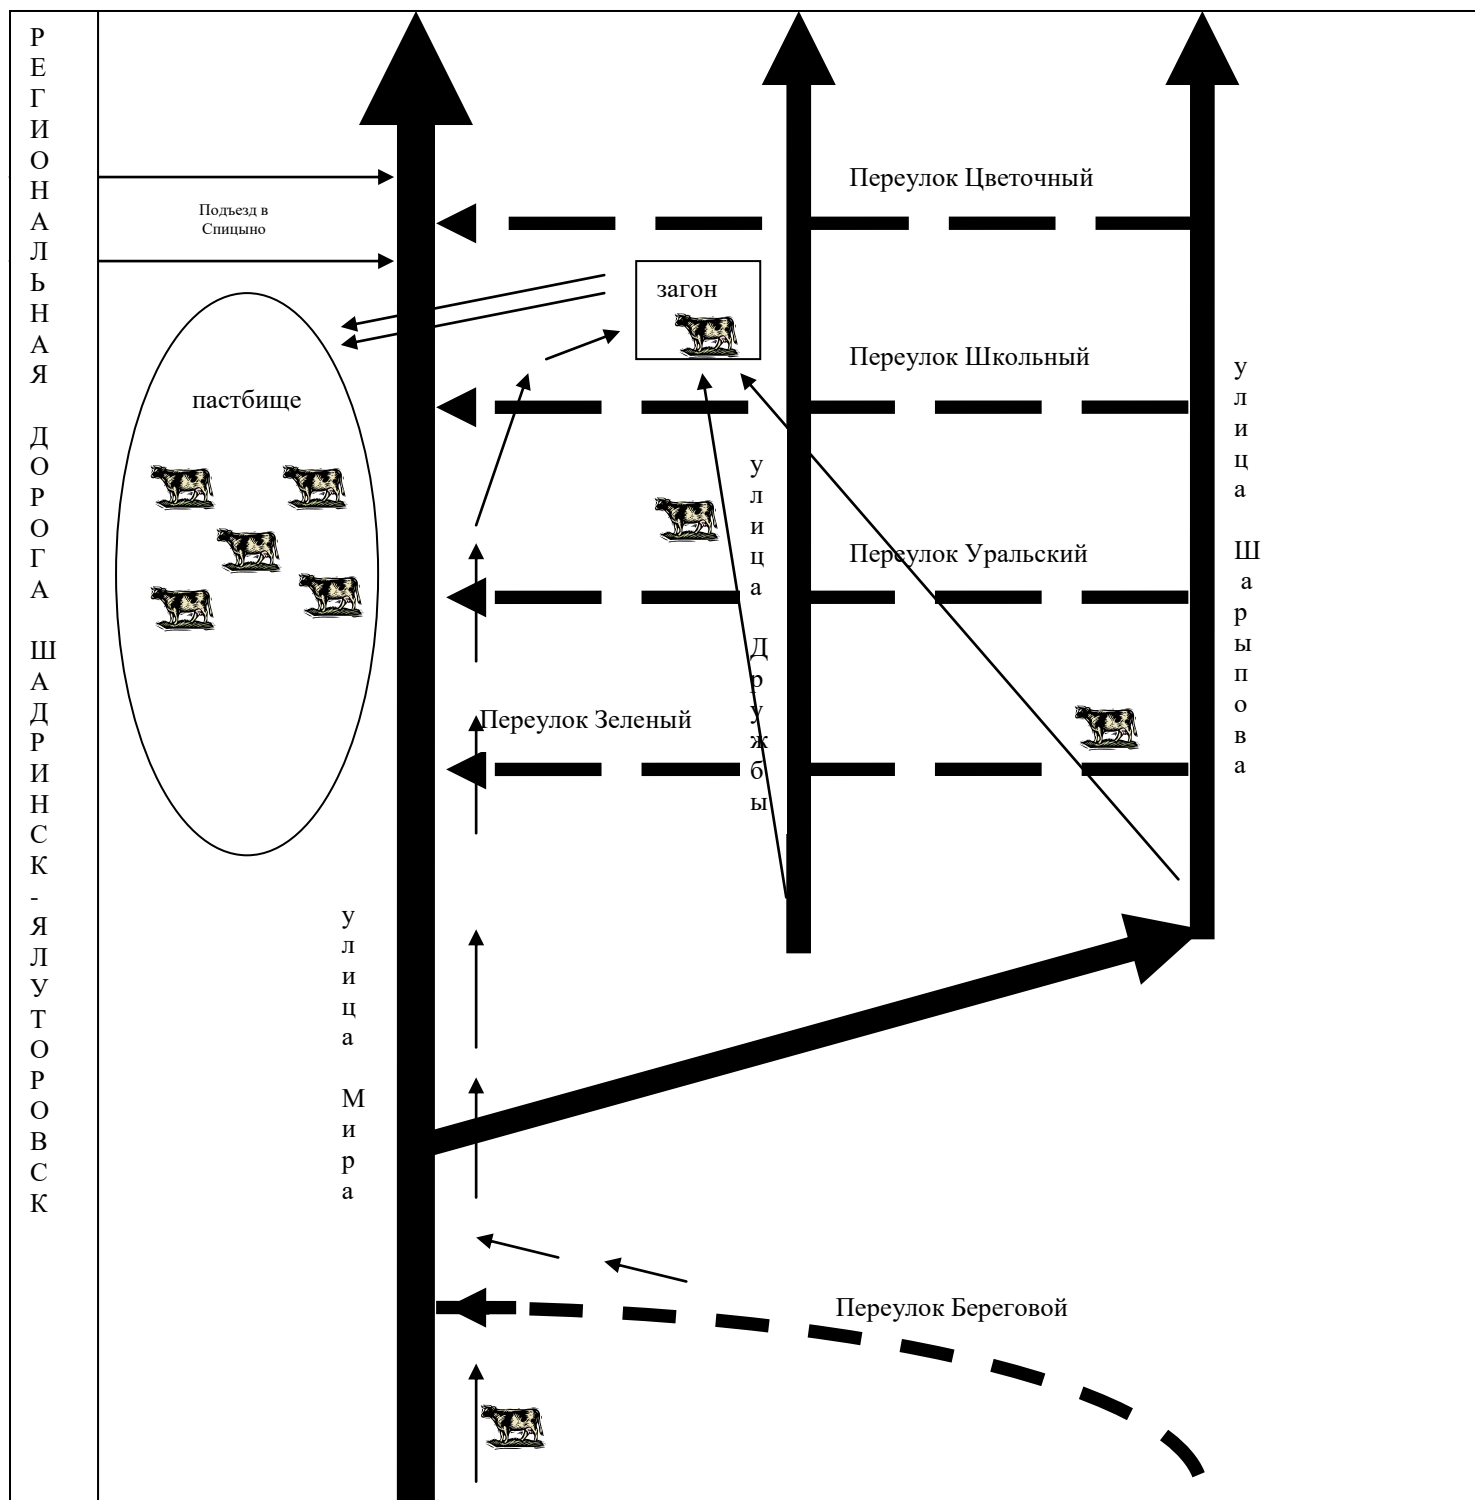 РЕГИОНАЛЬНАЯ ДОРОГА ШАДРИНСК-ЯЛУТОРОВСК
Переулок Цветочный
Подъезд в
Спицыно
загон
Переулок Школьный
улица Шарыпова
пастбище
улица Дружбы
Переулок Уральский
Переулок Зеленый
улица Мира
Переулок Береговой